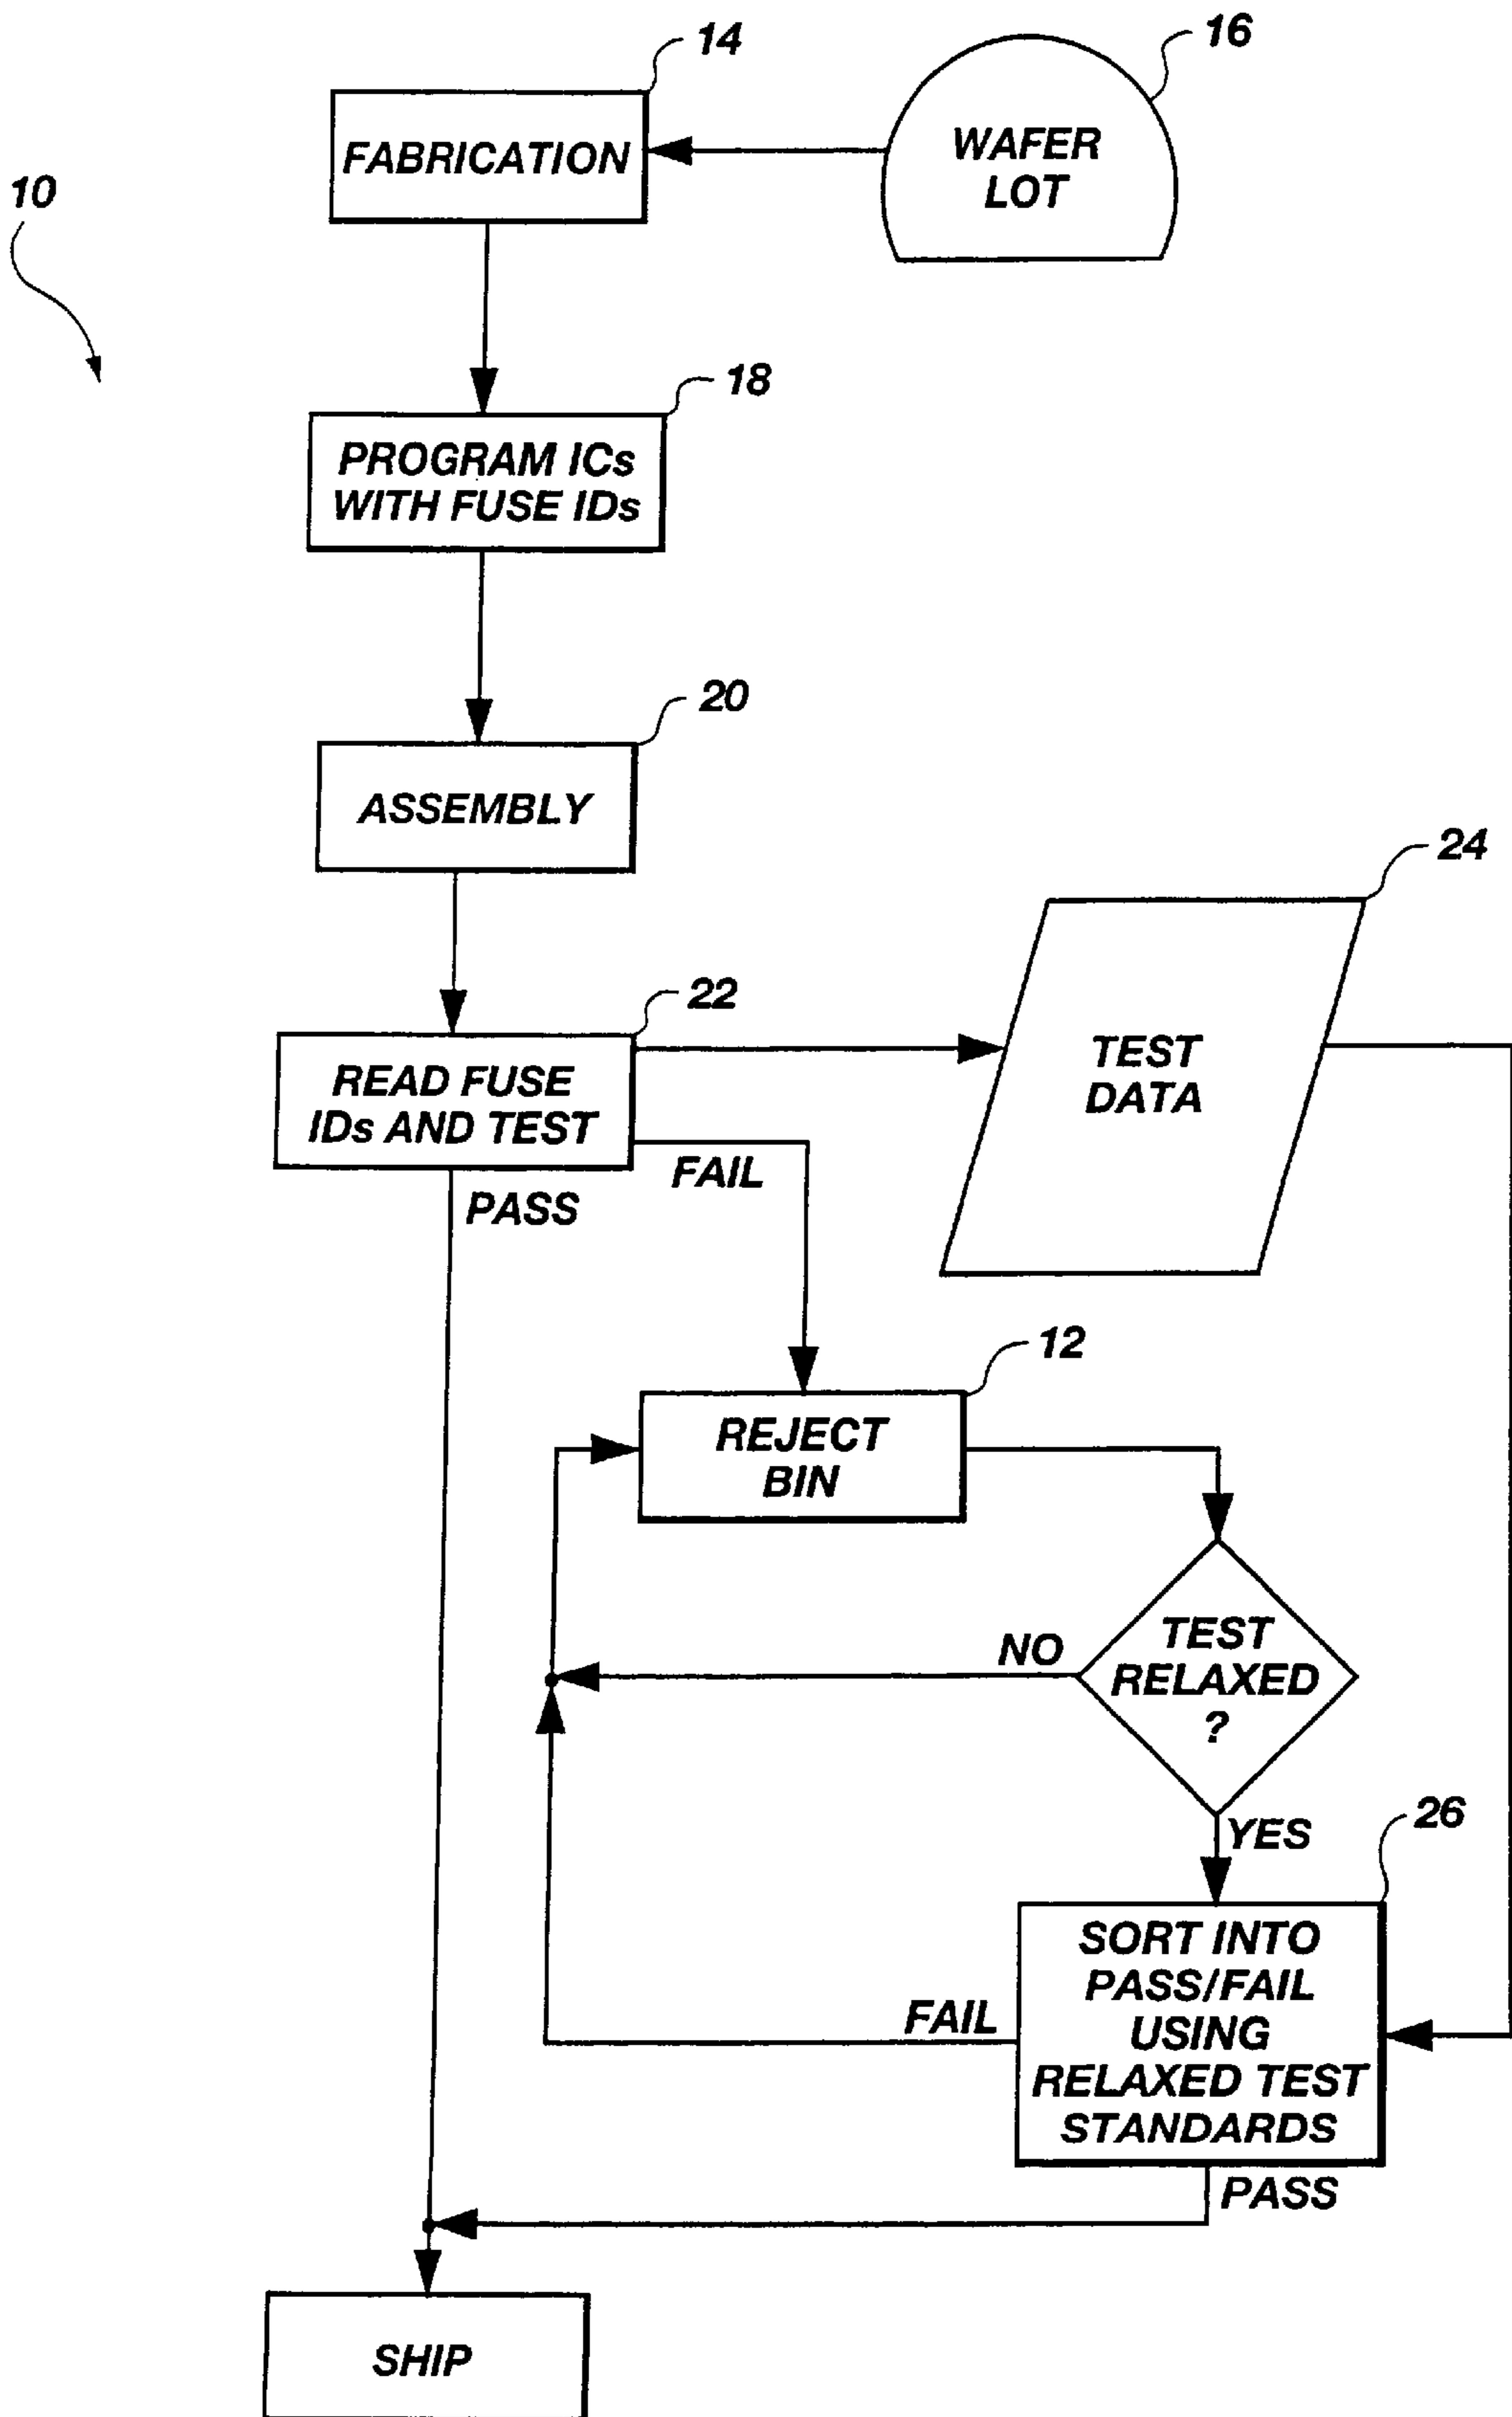 14
16
FABRICATION
WAFER
LOT
10
18
PROGRAM ICs
WITH FUSE IDs
20
ASSEMBLY
24
22
READ FUSE
IDs AND TEST
TEST
DATA
FAIL
PASS
12
REJECT
BIN
NO
TEST
RELAXED
?
YES
26
SORT INTO
PASS/FAIL
USING
RELAXED TEST
STANDARDS
FAIL
PASS
SHIP